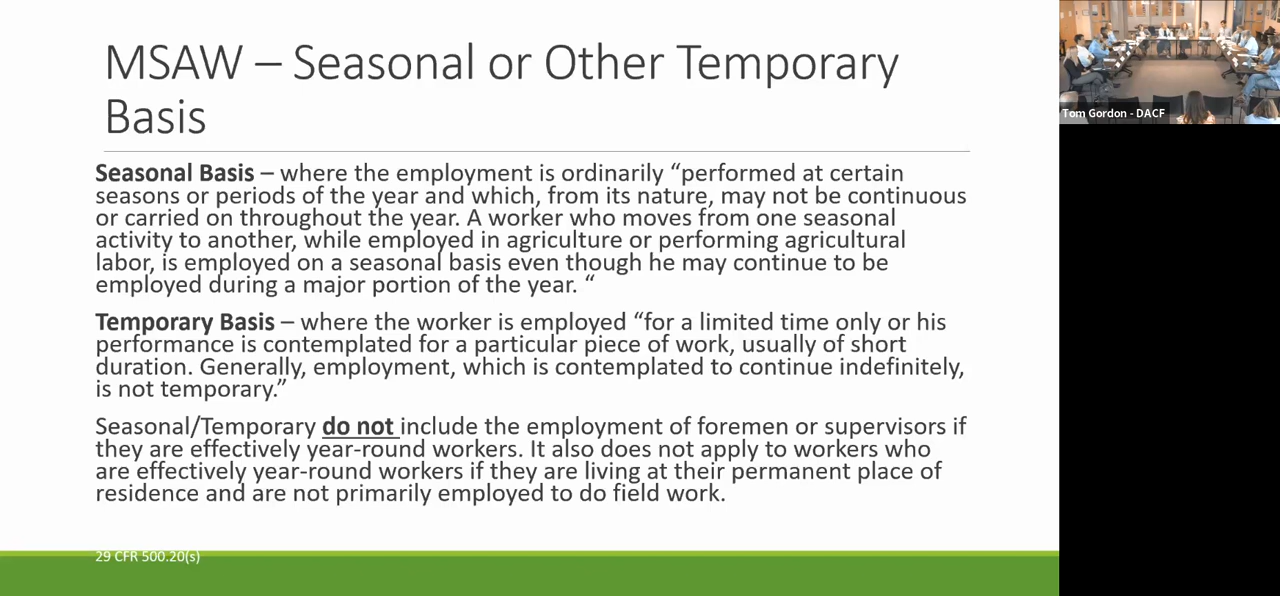 MSAW – Seasonal or Other Temporary
Basis
Seasonal Basis – where the employment is ordinarily “performed at certain
seasons or periods of the year and which, from its nature, may not be continuous
or carried on throughout the year. A worker who moves from one seasonal
activity to another, while employed in agriculture or performing agricultural
labor, is employed on a seasonal basis even though he may continue to be
employed during a major portion of the year. “
Temporary Basis – where the worker is employed “for a limited time only or his
performance is contemplated for a particular piece of work, usually of short
duration. Generally, employment, which is contemplated to continue indefinitely,
is not temporary.”
Seasonal/Temporary do not include the employment of foremen or supervisors if
they are effectively year-round workers. It also does not apply to workers who
are effectively year-round workers if they are living at their permanent place of
residence and are not primarily employed to do field work.
29 CFR 500.20(s)
Tom Gordon - DACF